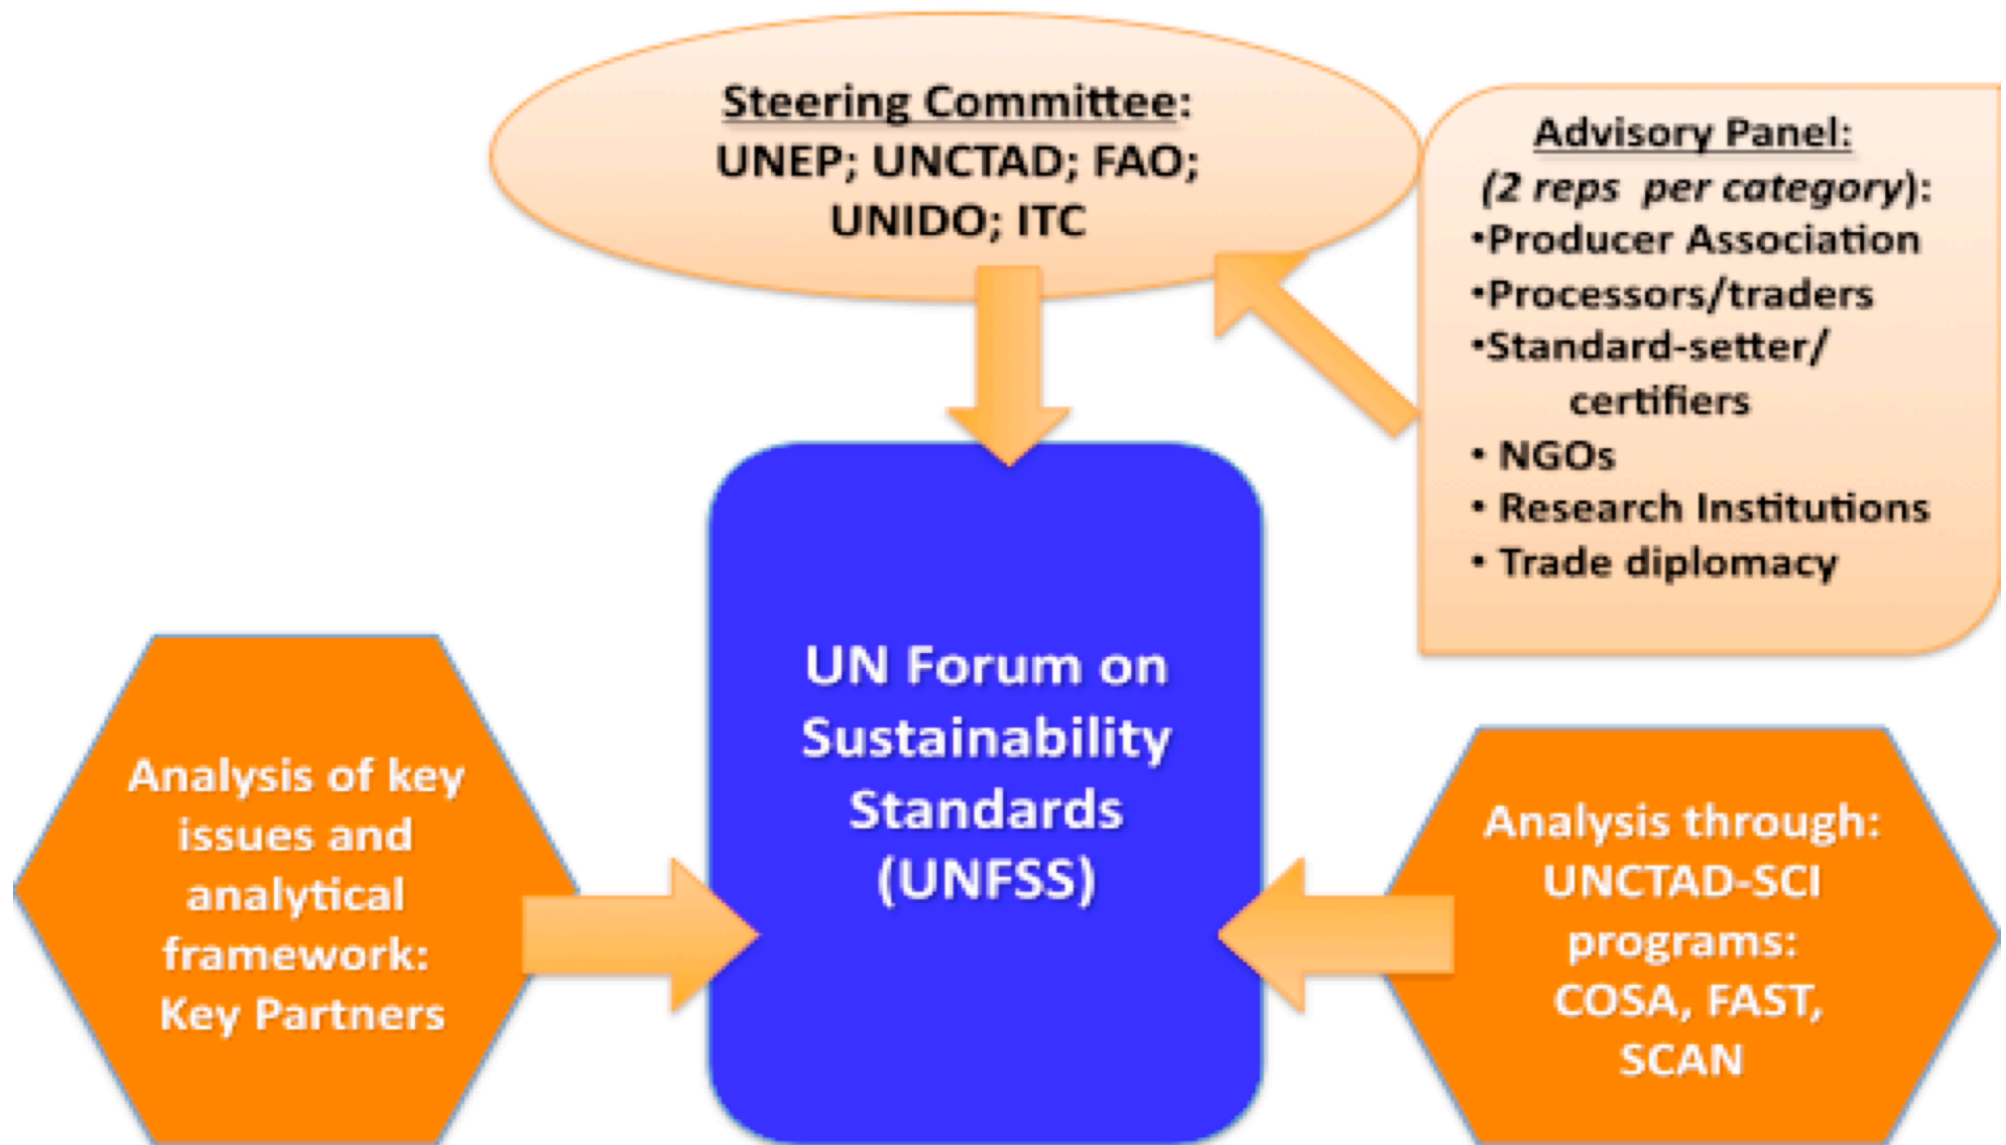 Steering Committee:
UNEP; UNCTAD; FAO;
UNIDO; ITC
Advisory Panel:
(2 reps per category):
•Producer Association
•Processors/traders
•Standard-setter/
certifiers
• NGOs
• Research Institutions
• Trade diplomacy
UN Forum on
Sustainability
Standards
(UNFSS)
Analysis of key
issues and
analytical
framework:
Key Partners
Analysis through:
UNCTAD-SCI
programs:
COSA, FAST,
SCAN